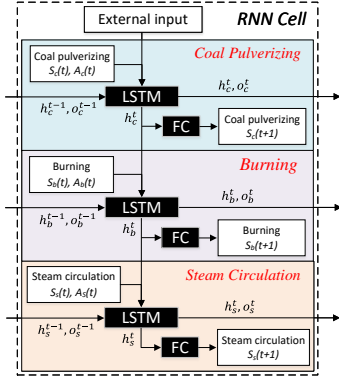 External input
RNN Cell
Coal Pulverizing
Coal pulverizing
S_c(t), A_c(t)
h_c^{t-1}, o_c^{t-1}
LSTM
h_c^t, o_c^t
h_c^t
FC
Coal pulverizing
S_c(t+1)
Burning
Burning
S_b(t), A_b(t)
h_b^{t-1}, o_b^{t-1}
LSTM
h_b^t, o_b^t
h_b^t
FC
Burning
S_b(t+1)
Steam Circulation
Steam circulation
S_s(t), A_S(t)
h_s^{t-1}, o_s^{t-1}
LSTM
h_s^t, o_s^t
h_s^t
FC
Steam circulation
S_s(t+1)